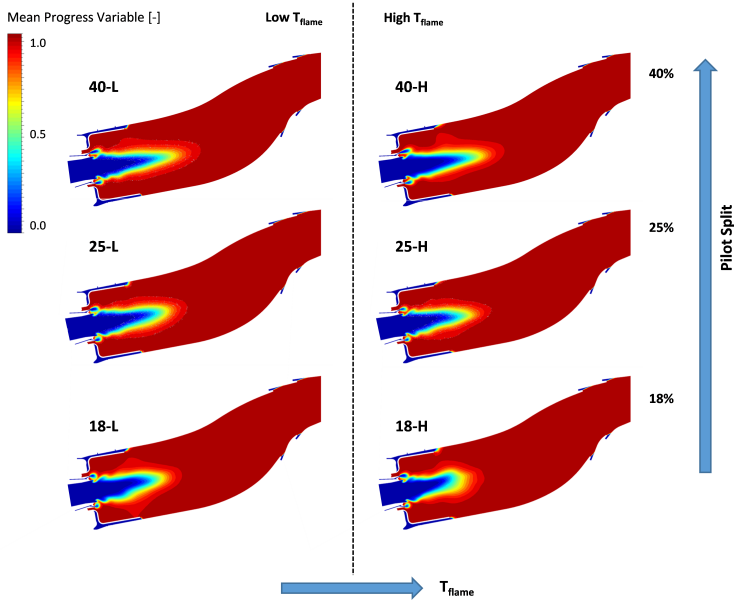 Mean Progress Variable [-]
Low Tflame
High Tflame
1.0
0.5
0.0
40-L
40-H
40%
25-L
25-H
25%
18-L
18-H
18%
Pilot Split
Tflame